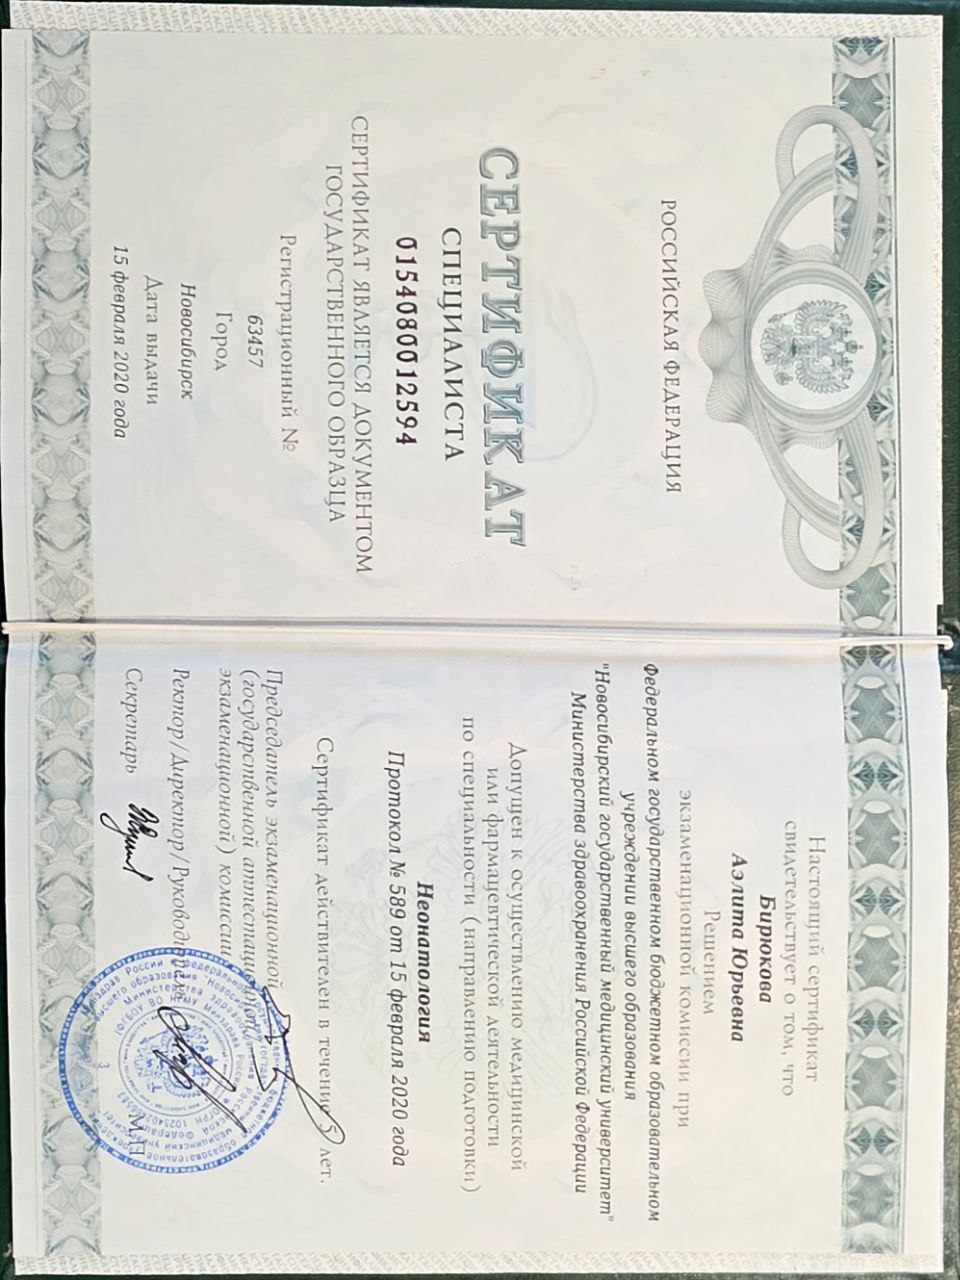 РОССИЙСКАЯ ФЕДЕРАЦИЯ
СЕРТИФИКАТ
СПЕЦИАЛИСТА
0154080012594
СЕРТИФИКАТ ЯВЛЯЕТСЯ ДОКУМЕНТОМ
ГОСУДАРСТВЕННОГО ОБРАЗЦА
Регистрационный №
63457
Город
Новосибирск
Дата выдачи
15 февраля 2020 года
Настоящий сертификат
свидетельствует о том, что
Бирюкова
Аэлита Юрьевна
Решением
экзаменационной комиссии при
Федеральном государственном бюджетном образовательном
учреждении высшего образования
"Новосибирский государственный медицинский университет"
Министерства здравоохранения Российской Федерации
Допущен к осуществлению медицинской
или фармацевтической деятельности
по специальности (направлению подготовки)
Неонатология
Протокол № 589 от 15 февраля 2020 года
Сертификат действителен в течение 5 лет.
Председатель экзаменационной
(государственной аттестационной,
экзаменационной) комиссии
Ректор/Директор/Руководитель
Секретарь